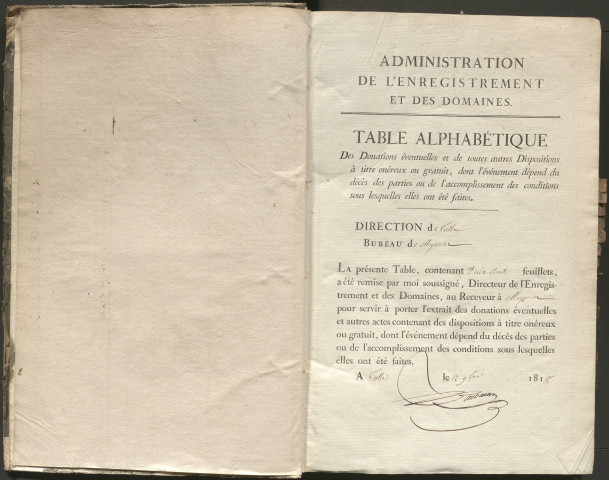 ADMINISTRATION
DE L'ENREGISTREMENT
ET DES DOMAINES.
TABLE ALPHABÉTIQUE
Des Donations éventuelles et de toutes autres Dispositions
à titre onéreux ou gratuit, dont l'événement dépend du
décès des parties ou de l'accomplissement des conditions
sous lesquelles elles ont été faites.
DIRECTION de
BUREAU de
LA présente Table, contenant feuillets,
a été remise par moi soussigné, Directeur de l'Enregis-
trement et des Domaines, au Receveur à
pour servir à porter l'extrait des donations éventuelles
et autres actes contenant des dispositions à titre onéreux
ou gratuit, dont l'événement dépend du décès des parties
ou de l'accomplissement des conditions sous lesquelles
elles ont été faites.
A le 12 9bre 1818